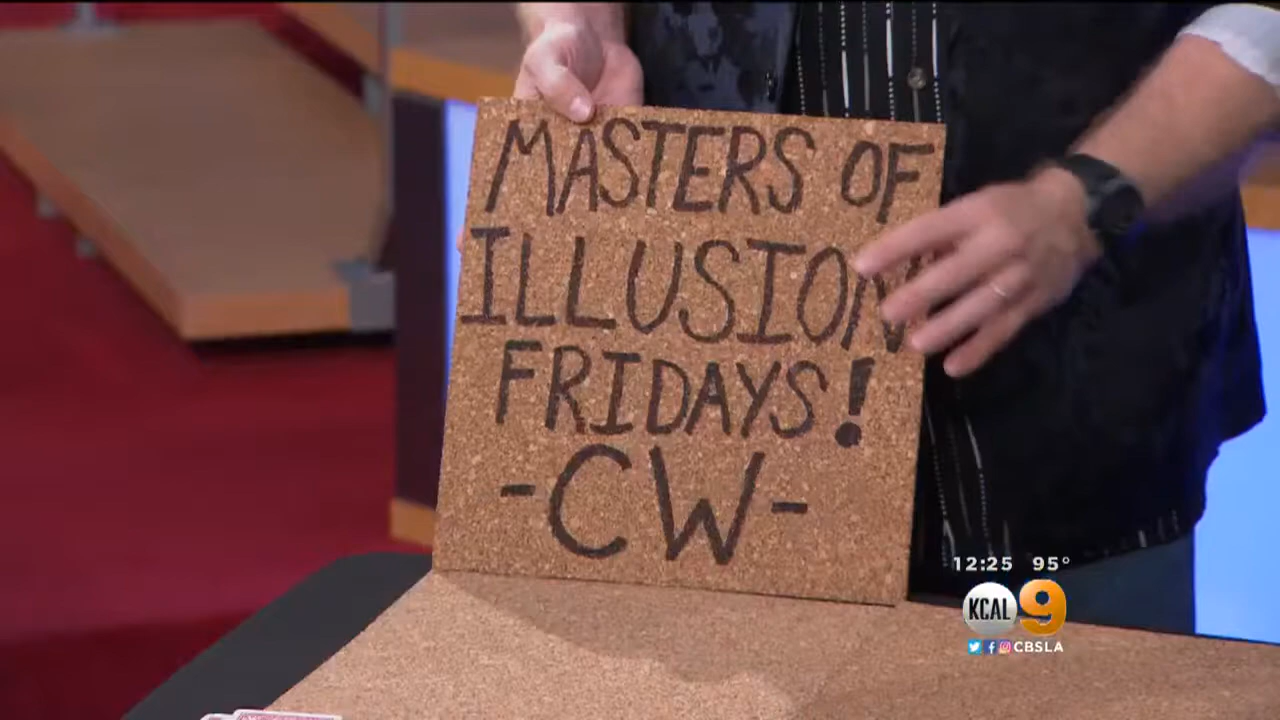 MASTERS OF
ILLUSION
FRIDAYS!
-CW-
12:25 95°
KCAL 9
CBSLA